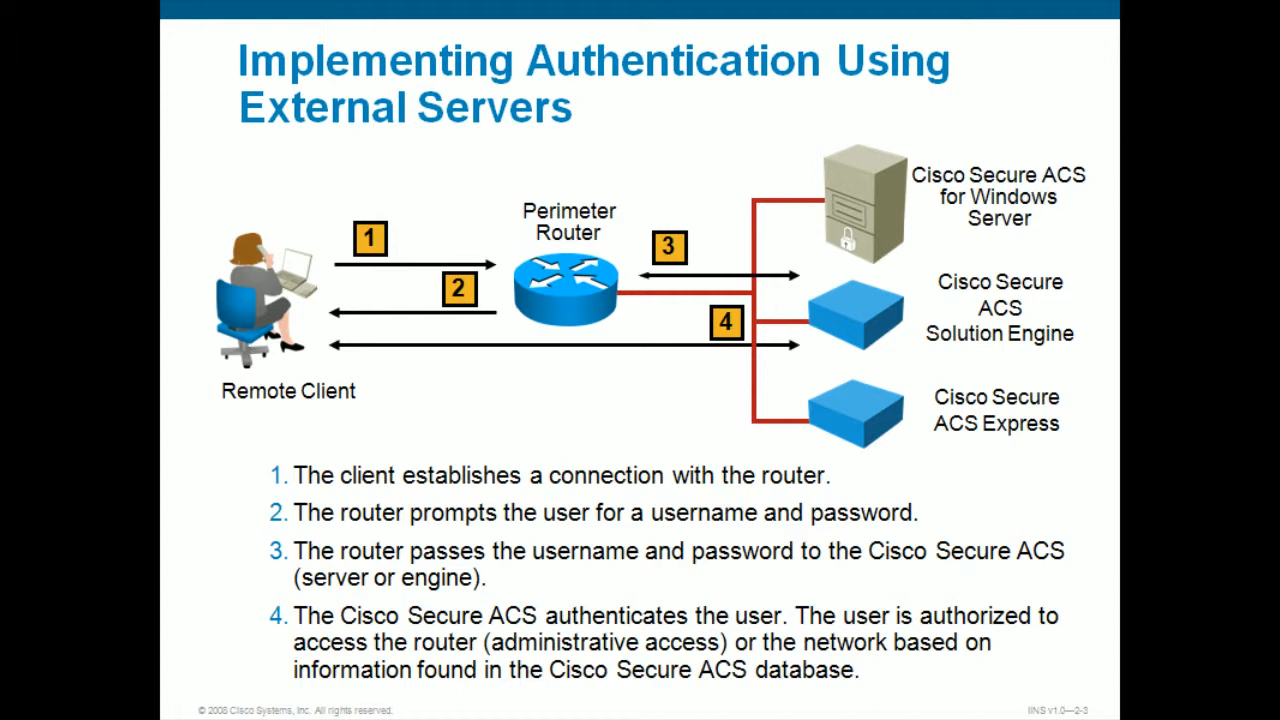 Implementing Authentication Using
External Servers
Cisco Secure ACS
for Windows
Server
Perimeter
Router
1
3
2
Cisco Secure
ACS
Solution Engine
4
Remote Client
Cisco Secure
ACS Express
1. The client establishes a connection with the router.
2. The router prompts the user for a username and password.
3. The router passes the username and password to the Cisco Secure ACS
(server or engine).
4. The Cisco Secure ACS authenticates the user. The user is authorized to
access the router (administrative access) or the network based on
information found in the Cisco Secure ACS database.
© 2008 Cisco Systems, Inc. All rights reserved.
IINS v1.0—2-3